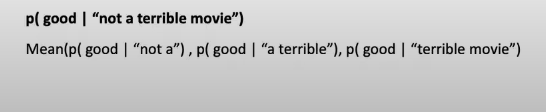 p( good | “not a terrible movie”)
Mean(p( good | “not a”) , p( good | “a terrible”), p( good | “terrible movie”)